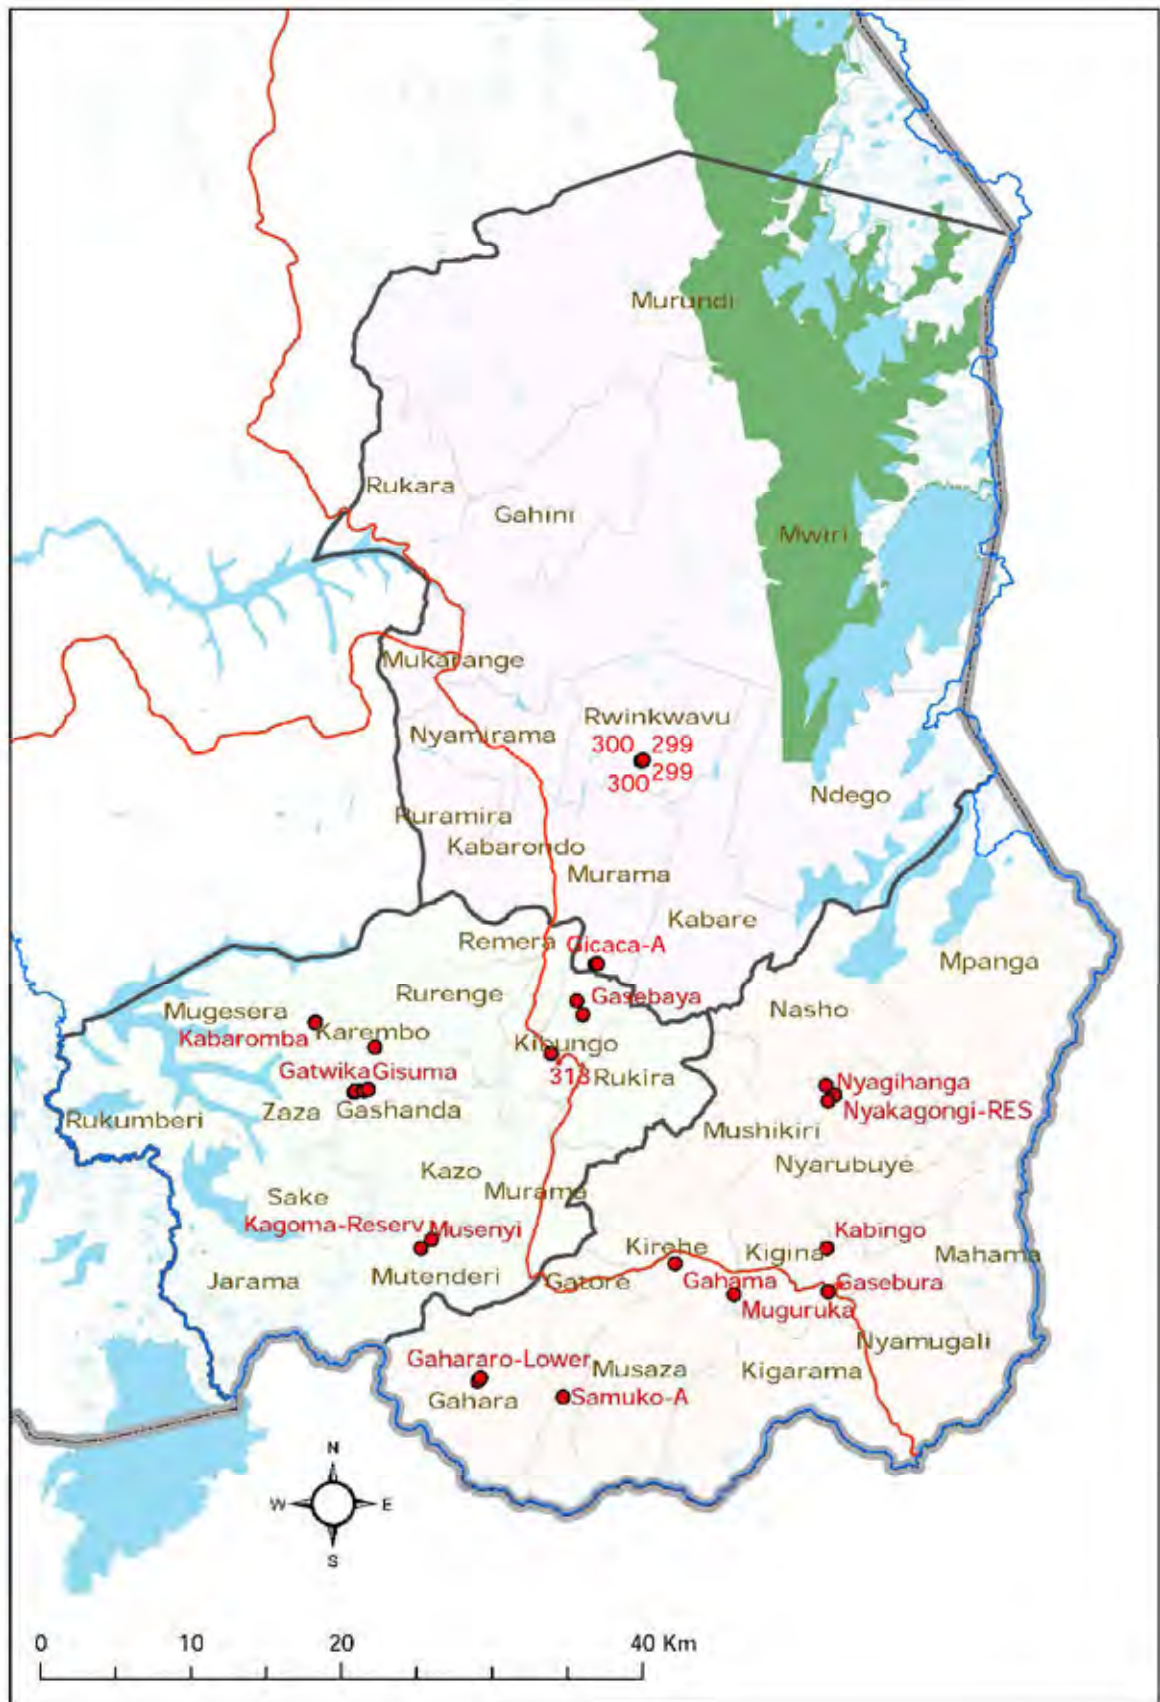 Murundi
Rukara
Gahini
Mwiri
Mukarange
Rwinkwavu
Nyamirama
300 299
300 299
Ndego
Ruramira
Kabarondo
Murama
Kabare
Remera
Gicaca-A
Mpanga
Rurenge
Gasebaya
Nasho
Mugesera
Kabaromba
Karembo
Kibungo
313
Rukira
Gatwika
Gisuma
Nyagihanga
Zaza
Gashanda
Nyakagongi-RES
Rukumberi
Mushikiri
Nyarubuye
Kazo
Murama
Sake
Kagoma-Reserv
Musenyi
Kabingo
Kirehe
Kigina
Mahama
Jarama
Mutenderi
Gatore
Gahama
Gasebura
Muguruka
Nyamugali
Gahararo-Lower
Musaza
Kigarama
Gahara
Samuko-A
N
W E
S
0 10 20 40 Km